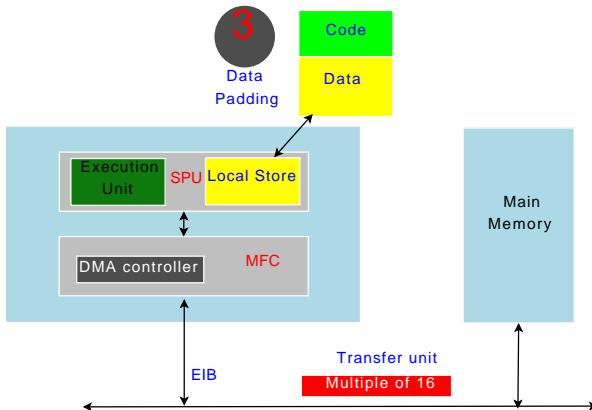 3
Code
Data
Padding
Data
Execution
Unit
SPU
Local Store
DMA controller
MFC
Main
Memory
EIB
Transfer unit
Multiple of 16